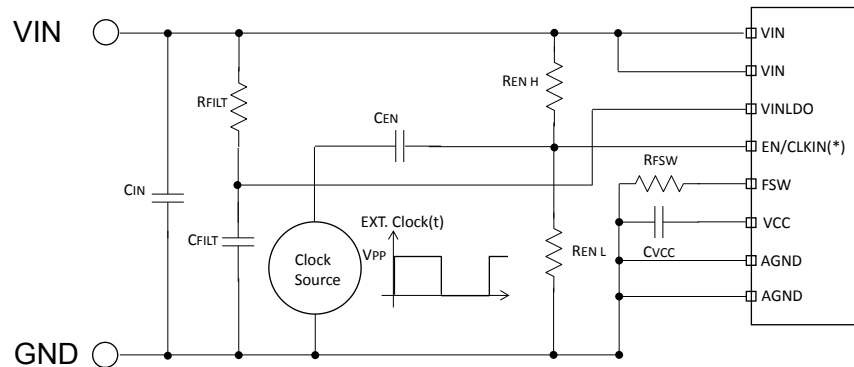 VIN
VIN
VIN
RFILT
REN H
VINLDO
CEN
EN/CLKIN(*)
RFSW
FSW
CIN
VCC
EXT. Clock(t)
CFILT
VPP
REN L
CVCC
Clock
Source
AGND
AGND
GND